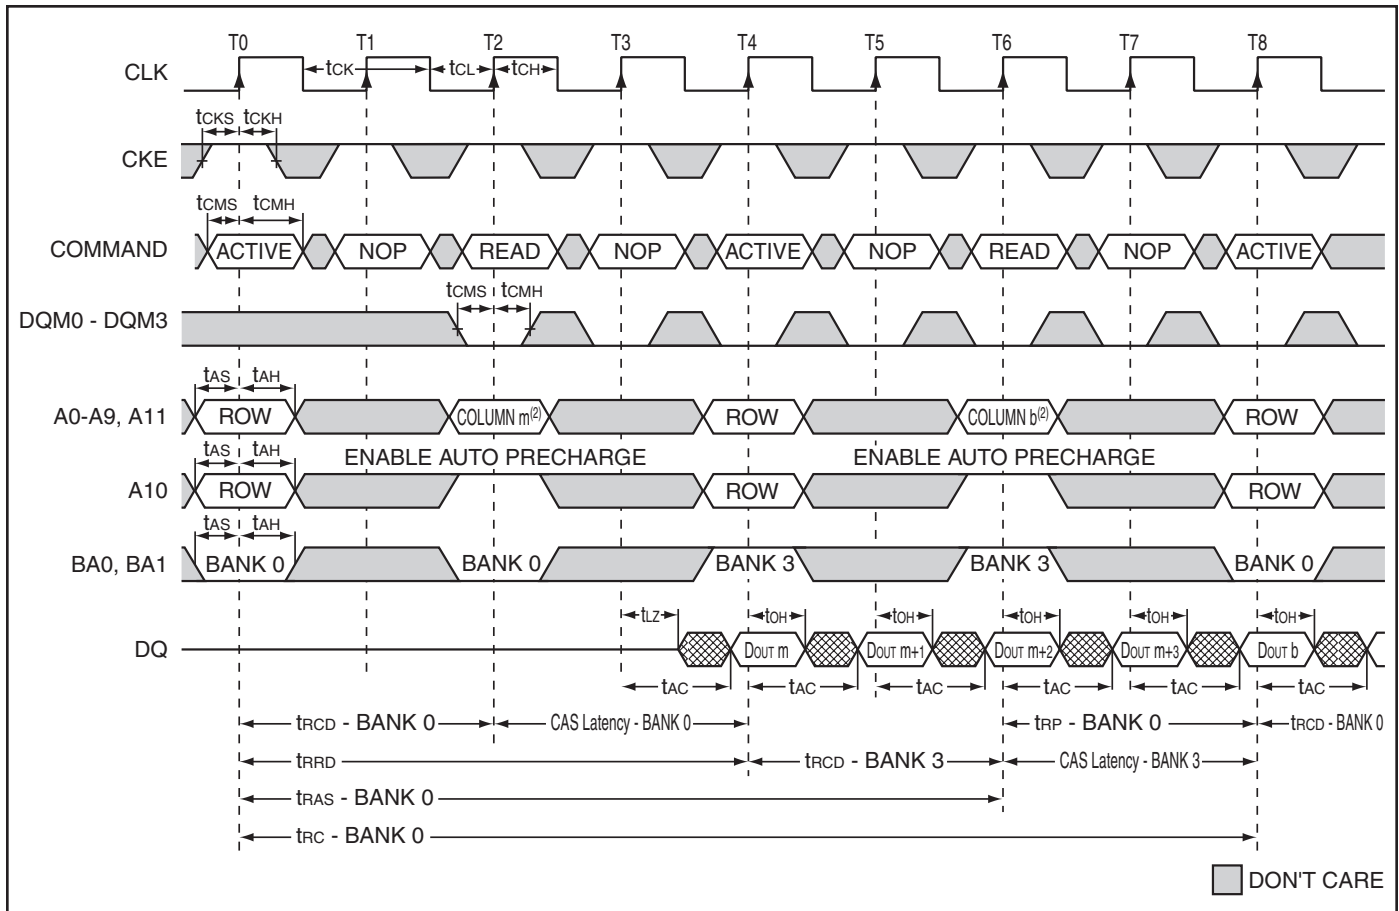 T0 T1 T2 T3 T4 T5 T6 T7 T8
CLK tCK tCL tCH
tCKS tCKH
CKE
tCMS tCMH
COMMAND ACTIVE NOP READ NOP ACTIVE NOP READ NOP ACTIVE
tCMS tCMH
DQM0 - DQM3
tAS tAH
A0-A9, A11 ROW COLUMN m(2) ROW COLUMN b(2) ROW
tAS tAH ENABLE AUTO PRECHARGE ENABLE AUTO PRECHARGE
A10 ROW ROW ROW
tAS tAH
BA0, BA1 BANK 0 BANK 0 BANK 3 BANK 3 BANK 0
tLZ tOH tOH tOH tOH tOH
DQ DOUT m DOUT m+1 DOUT m+2 DOUT m+3 DOUT b
tAC tAC tAC tAC tAC tAC
tRCD - BANK 0 CAS Latency - BANK 0 tRP - BANK 0 tRCD - BANK 0
tRRD tRCD - BANK 3 CAS Latency - BANK 3
tRAS - BANK 0
tRC - BANK 0
DON'T CARE